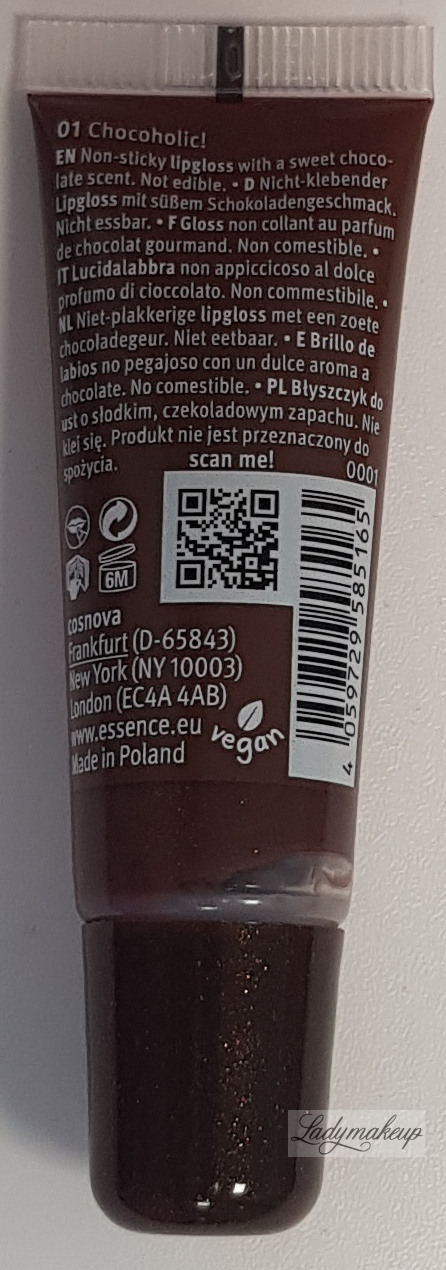 01 Chocoholic!
EN Non-sticky lipgloss with a sweet choco-
late scent. Not edible. • D Nicht-klebender
Lipgloss mit süßem Schokoladengeschmack.
Nicht essbar. • F Gloss non collant au parfum
de chocolat gourmand. Non comestible. •
IT Lucidalabbra non appiccicoso al dolce
profumo di cioccolato. Non commestibile. •
NL Niet-plakkerige lipgloss met een zoete
chocoladegeur. Niet eetbaar. • E Brillo de
labios no pegajoso con un dulce aroma a
chocolate. No comestible. • PL Błyszczyk do
ust o słodkim, czekoladowym zapachu. Nie
klei się. Produkt nie jest przeznaczony do
spożycia.
scan me!
0001
6M
4 059729 585165
cosnova
Frankfurt (D-65843)
New York (NY 10003)
London (EC4A 4AB)
www.essence.eu
Made in Poland
vegan
Ladymakeup